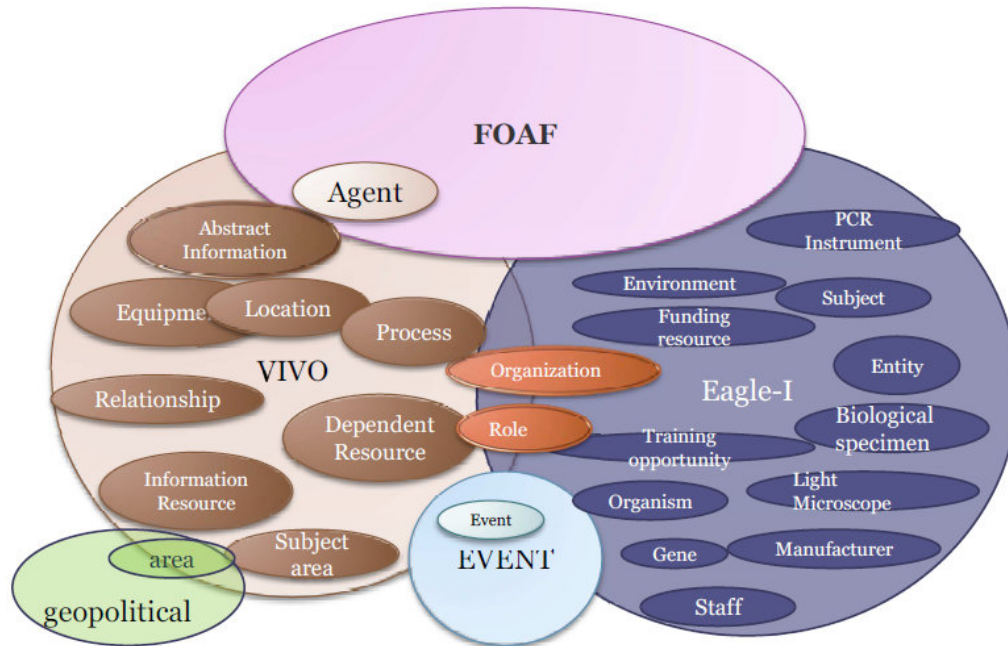 FOAF
Agent
Abstract
Information
PCR
Instrument
Environment
Subject
Equipme
Location
Funding
resource
Process
VIVO
Organization
Entity
Eagle-I
Relationship
Dependent
Resource
Role
Biological
specimen
Training
opportunity
Information
Resource
Light
Microscope
Organism
Event
EVENT
Subject
area
area
Gene
Manufacturer
geopolitical
Staff